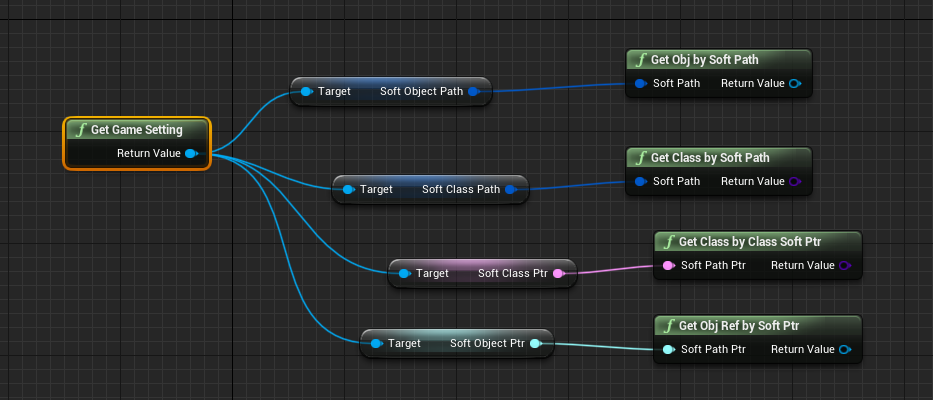 Get Game Setting
Return Value
Target Soft Object Path
Get Obj by Soft Path
Soft Path Return Value
Target Soft Class Path
Get Class by Soft Path
Soft Path Return Value
Target Soft Class Ptr
Get Class by Class Soft Ptr
Soft Path Ptr Return Value
Target Soft Object Ptr
Get Obj Ref by Soft Ptr
Soft Path Ptr Return Value